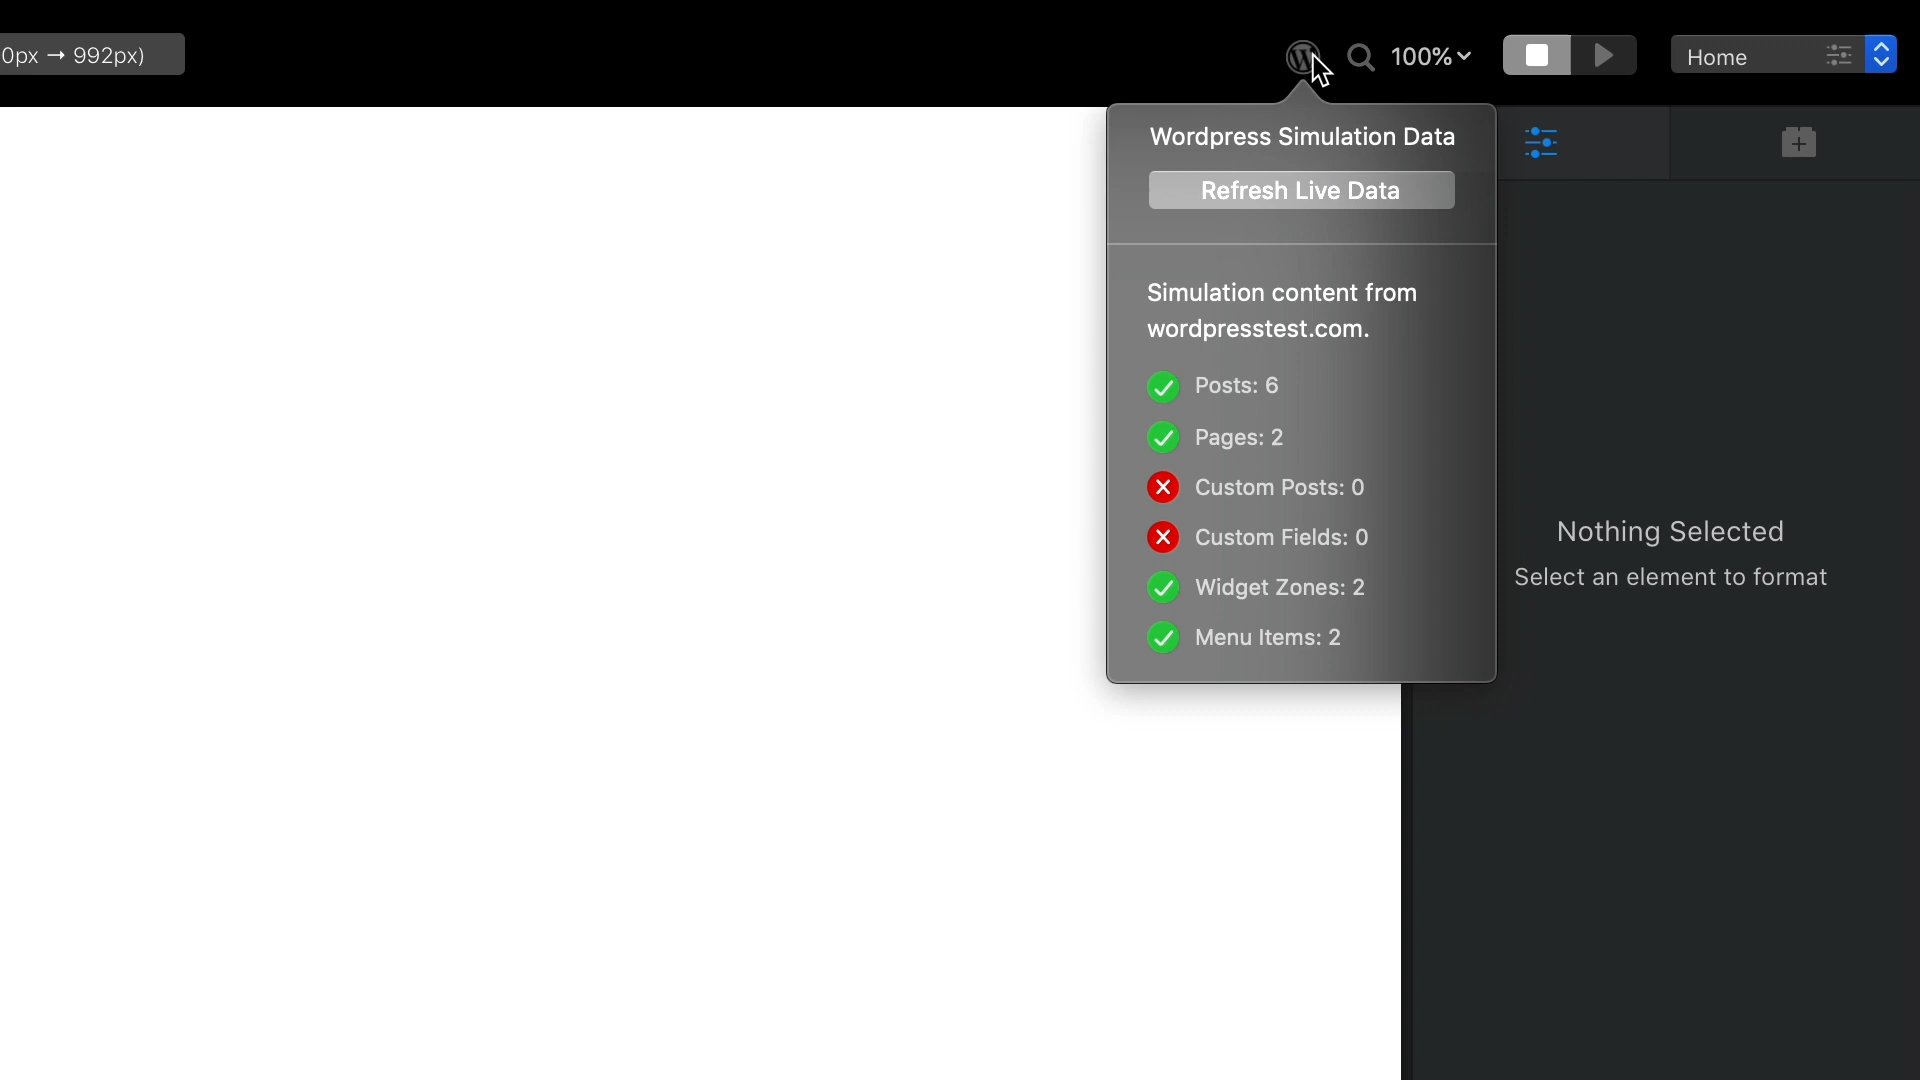 0px → 992px)
100%
Home
Wordpress Simulation Data
Refresh Live Data
Simulation content from
wordpresstest.com.
Posts: 6
Pages: 2
Custom Posts: 0
Custom Fields: 0
Widget Zones: 2
Menu Items: 2
Nothing Selected
Select an element to format